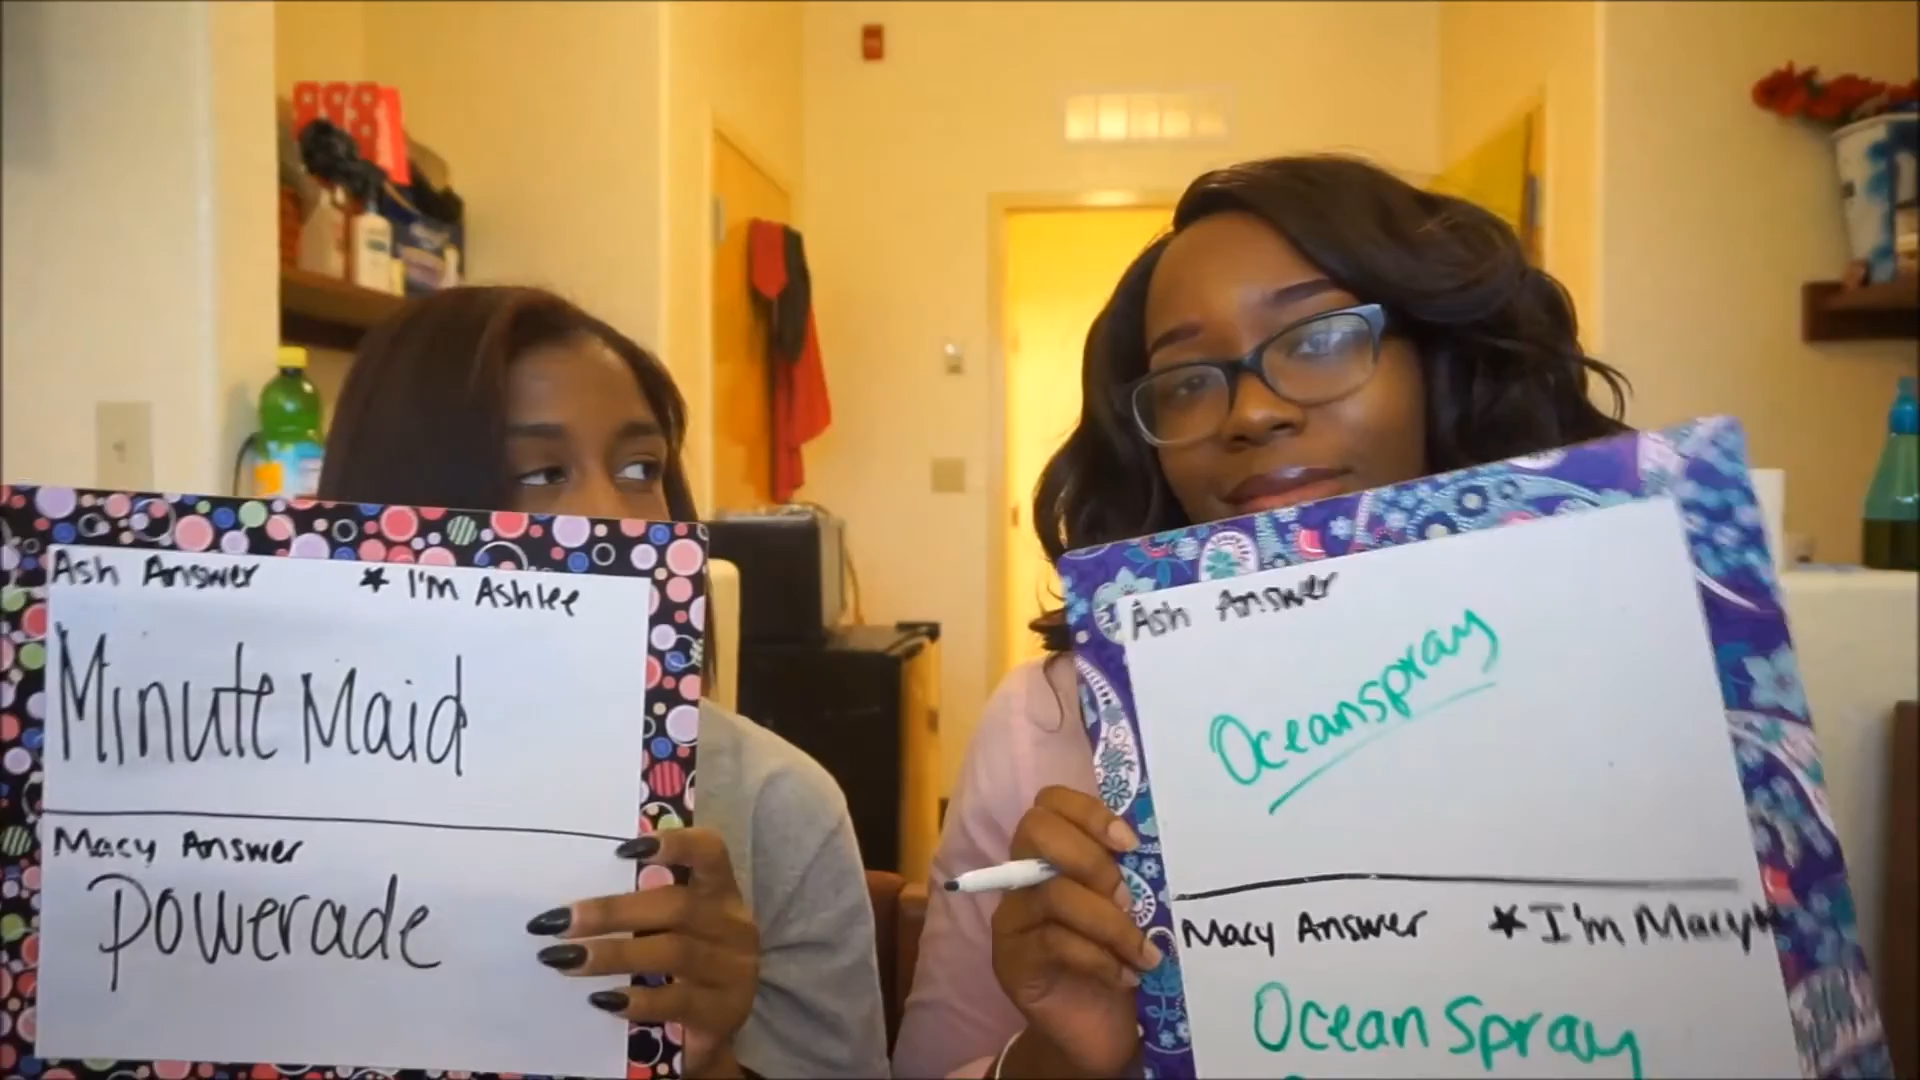 Ash Answer * I'm Ashlee
Minute Maid
Macy Answer
Powerade
Ash Answer
Oceanspray
Macy Answer * I'm Macy
Ocean Spray